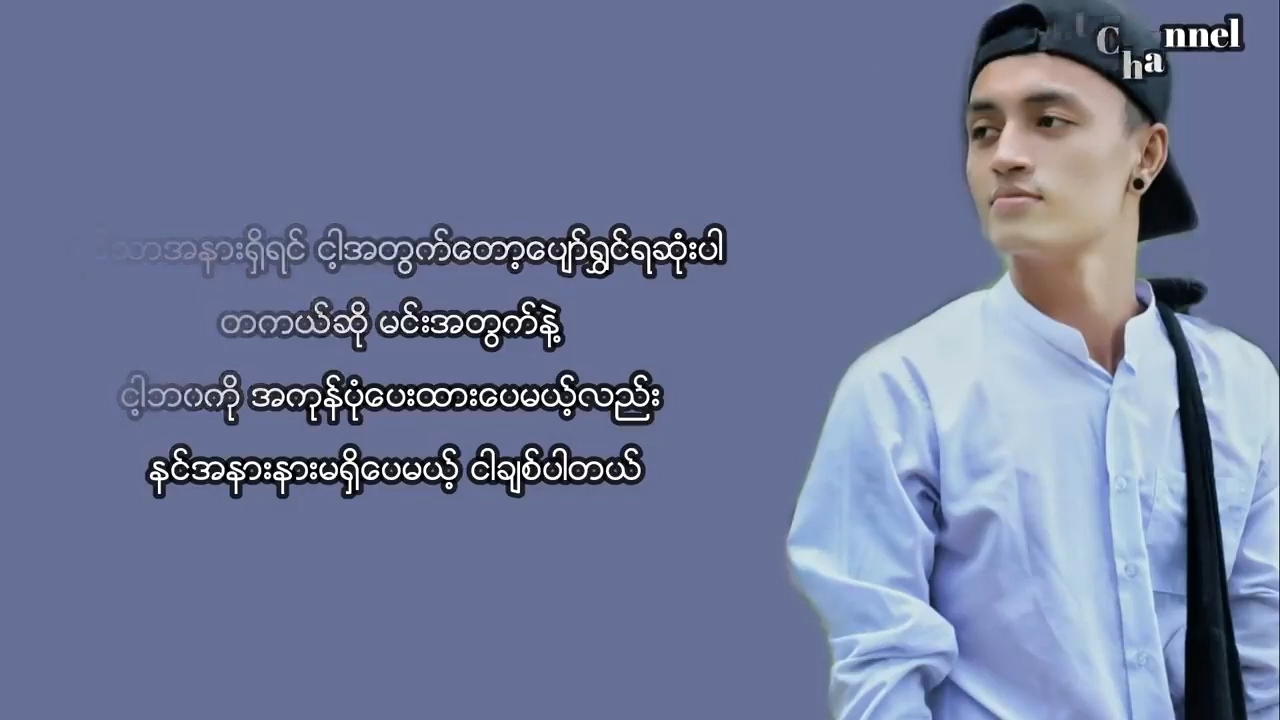 Channel
သာအနားရှိရင် ငါ့အတွက်တော့ပျော်ရွှင်ရဆုံးပါ
တကယ်ဆို မင်းအတွက်နဲ့
ငါ့ဘဝကို အကုန်ပုံပေးထားပေမယ့်လည်း
နင်အနားနားမရှိပေမယ့် ငါချစ်ပါတယ်